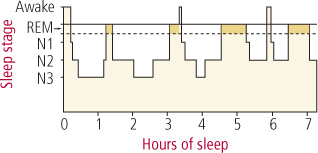 Awake
REM
N1
N2
N3
Sleep stage
0 1 2 3 4 5 6 7
Hours of sleep